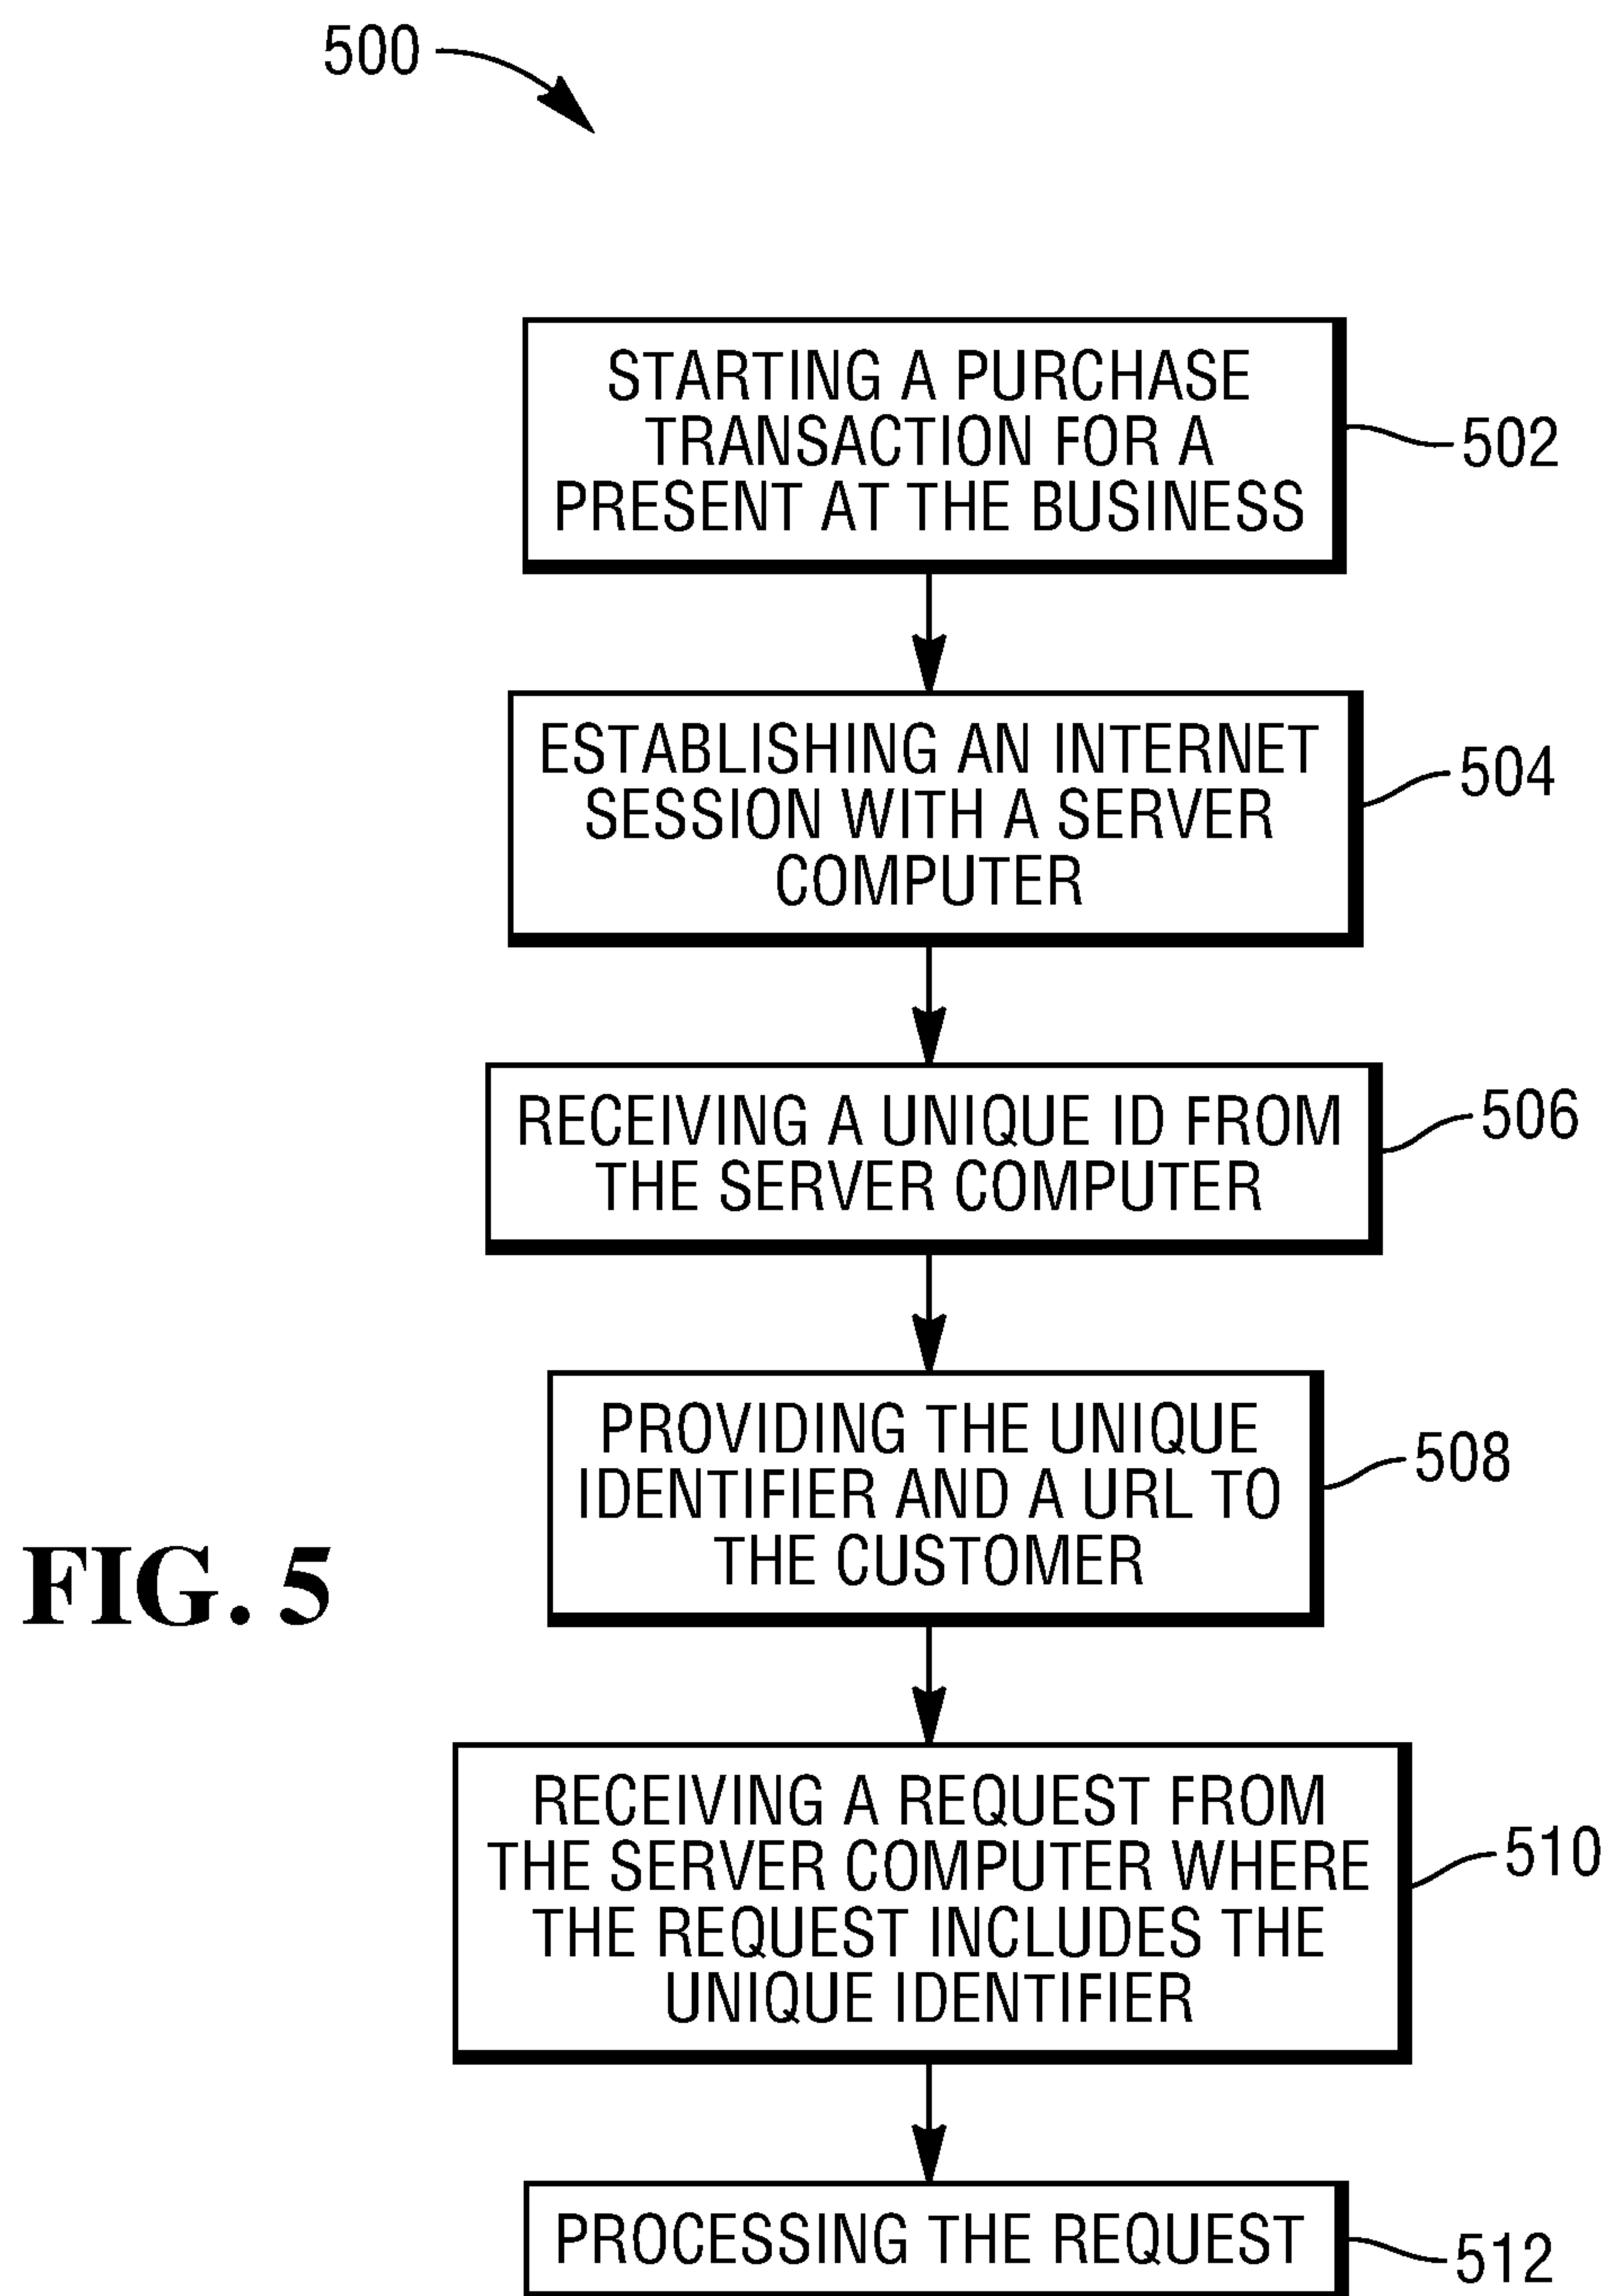 500
STARTING A PURCHASE
TRANSACTION FOR A
PRESENT AT THE BUSINESS
502
ESTABLISHING AN INTERNET
SESSION WITH A SERVER
COMPUTER
504
RECEIVING A UNIQUE ID FROM
THE SERVER COMPUTER
506
PROVIDING THE UNIQUE
IDENTIFIER AND A URL TO
THE CUSTOMER
508
FIG. 5
RECEIVING A REQUEST FROM
THE SERVER COMPUTER WHERE
THE REQUEST INCLUDES THE
UNIQUE IDENTIFIER
510
PROCESSING THE REQUEST
512